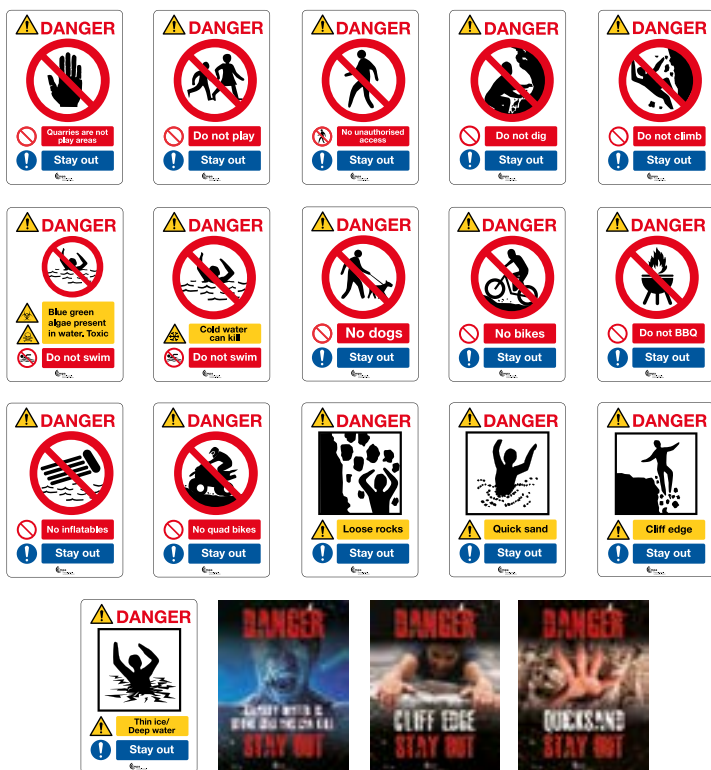 DANGER
Quarries are not
play areas
Stay out
DANGER
Do not play
Stay out
DANGER
No unauthorised
access
Stay out
DANGER
Do not dig
Stay out
DANGER
Do not climb
Stay out
DANGER
Blue green
algae present
in water. Toxic
Do not swim
DANGER
Cold water
can kill
Do not swim
DANGER
No dogs
Stay out
DANGER
No bikes
Stay out
DANGER
Do not BBQ
Stay out
DANGER
No inflatables
Stay out
DANGER
No quad bikes
Stay out
DANGER
Loose rocks
Stay out
DANGER
Quick sand
Stay out
DANGER
Cliff edge
Stay out
DANGER
Thin ice/
Deep water
Stay out
DANGER
STAY OUT
DANGER
CLIFF EDGE
STAY OUT
DANGER
QUICKSAND
STAY OUT